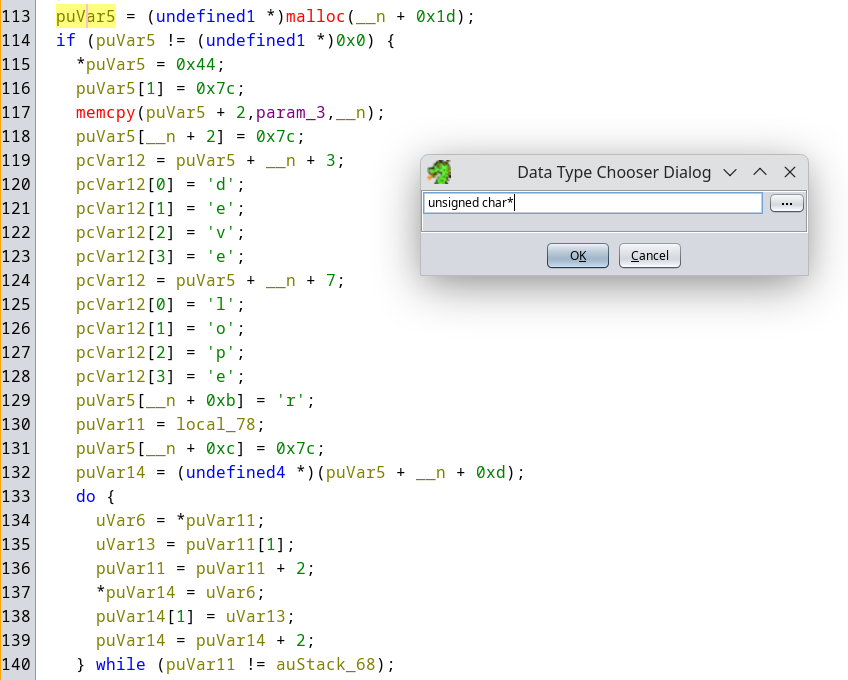 113 puVar5 = (undefined1 *)malloc(__n + 0x1d);
114 if (puVar5 != (undefined1 *)0x0) {
115 *puVar5 = 0x44;
116 puVar5[1] = 0x7c;
117 memcpy(puVar5 + 2,param_3,__n);
118 puVar5[__n + 2] = 0x7c;
119 pcVar12 = puVar5 + __n + 3;
120 pcVar12[0] = 'd';
121 pcVar12[1] = 'e';
122 pcVar12[2] = 'v';
123 pcVar12[3] = 'e';
124 pcVar12 = puVar5 + __n + 7;
125 pcVar12[0] = 'l';
126 pcVar12[1] = 'o';
127 pcVar12[2] = 'p';
128 pcVar12[3] = 'e';
129 puVar5[__n + 0xb] = 'r';
130 puVar11 = local_78;
131 puVar5[__n + 0xc] = 0x7c;
132 puVar14 = (undefined4 *)(puVar5 + __n + 0xd);
133 do {
134 uVar6 = *puVar11;
135 uVar13 = puVar11[1];
136 puVar11 = puVar11 + 2;
137 *puVar14 = uVar6;
138 puVar14[1] = uVar13;
139 puVar14 = puVar14 + 2;
140 } while (puVar11 != auStack_68);
Data Type Chooser Dialog
unsigned char*
...
OK Cancel